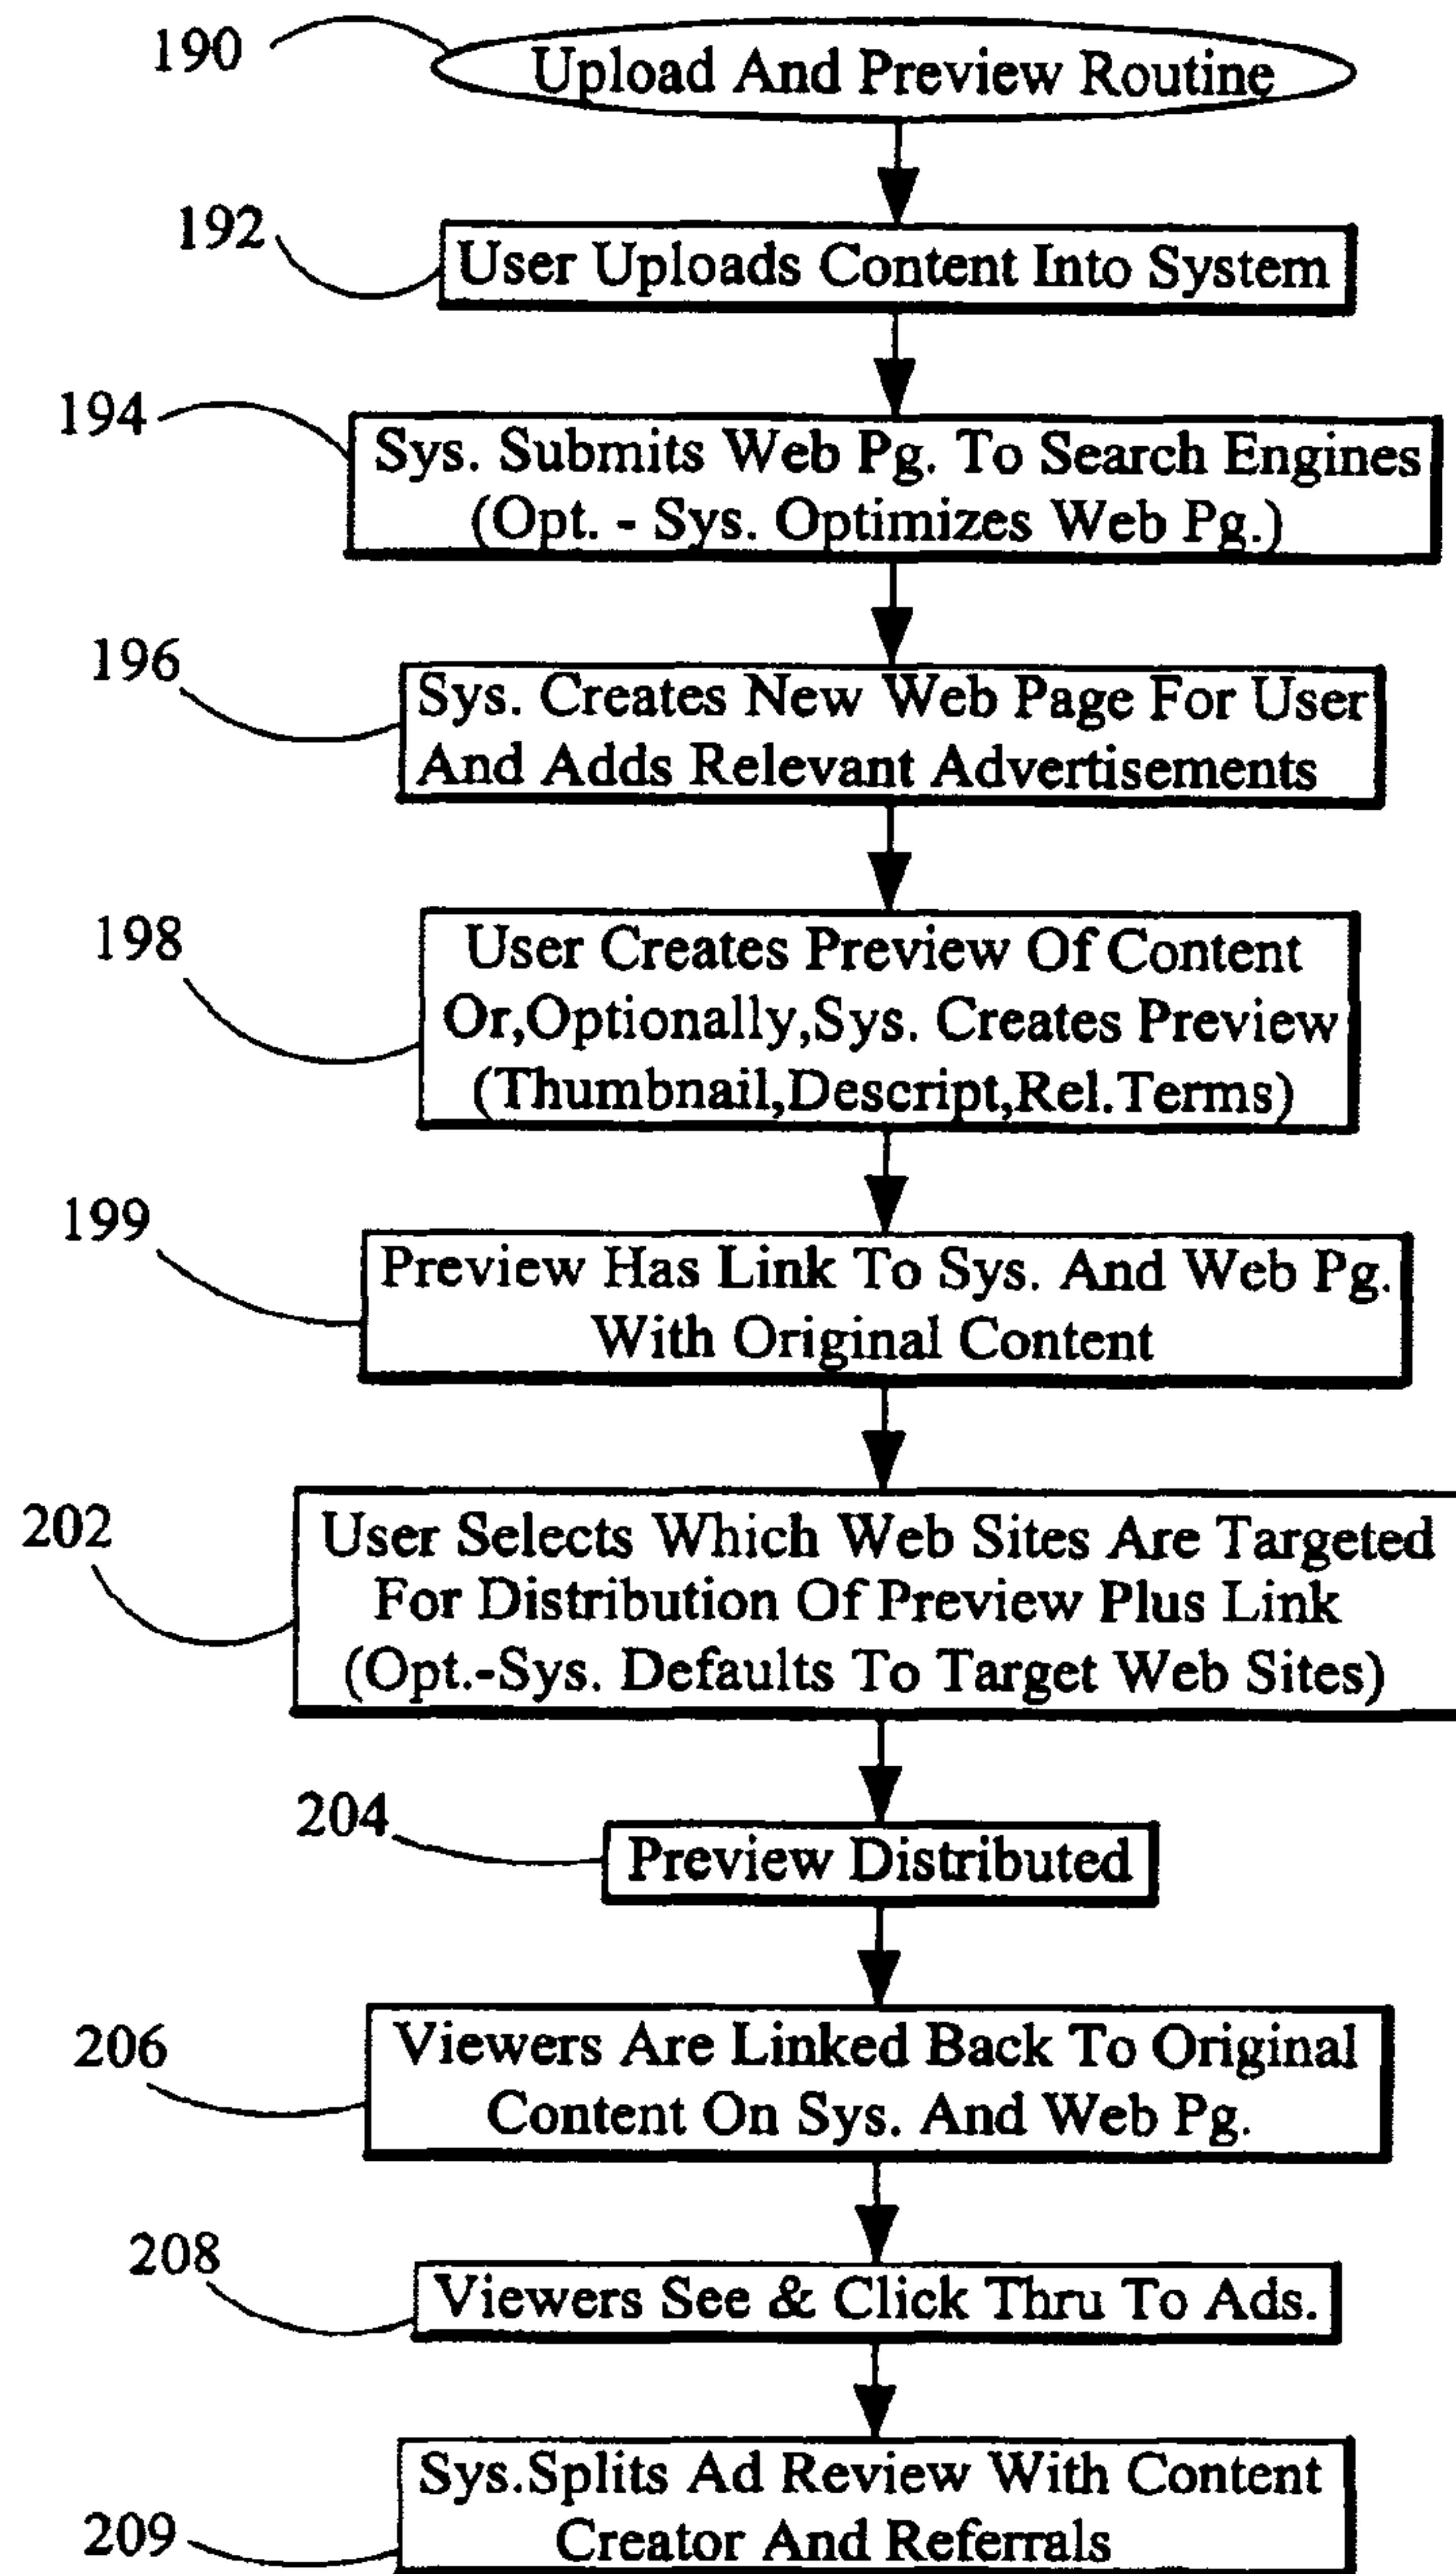 190
Upload And Preview Routine
192
User Uploads Content Into System
194
Sys. Submits Web Pg. To Search Engines
(Opt. - Sys. Optimizes Web Pg.)
196
Sys. Creates New Web Page For User
And Adds Relevant Advertisements
198
User Creates Preview Of Content
Or,Optionally,Sys. Creates Preview
(Thumbnail,Descript,Rel.Terms)
199
Preview Has Link To Sys. And Web Pg.
With Original Content
202
User Selects Which Web Sites Are Targeted
For Distribution Of Preview Plus Link
(Opt.-Sys. Defaults To Target Web Sites)
204
Preview Distributed
206
Viewers Are Linked Back To Original
Content On Sys. And Web Pg.
208
Viewers See & Click Thru To Ads.
209
Sys.Splits Ad Review With Content
Creator And Referrals